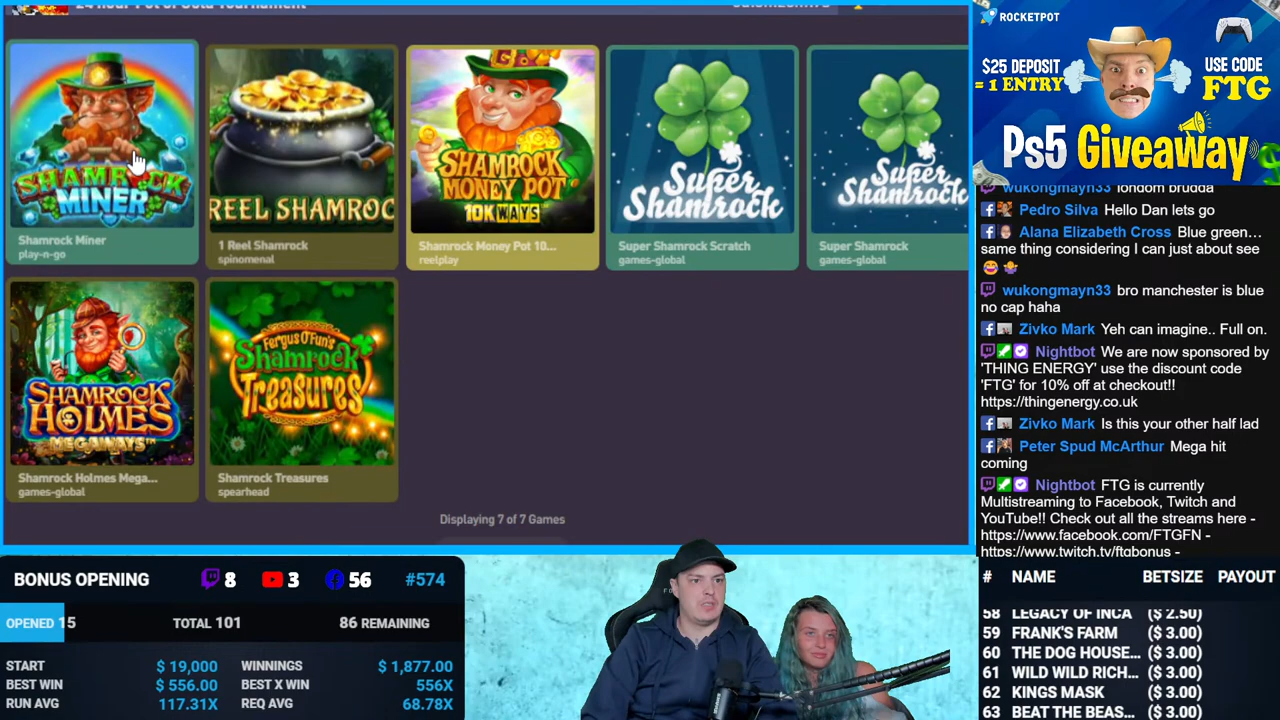 24 Hour Pot of Gold Tournament
SHAMROCK
MINER
Shamrock Miner
play-n-go
REEL SHAMROC
1 Reel Shamrock
spinomenal
SHAMROCK
MONEY POT
10K WAYS
Shamrock Money Pot 10...
reelplay
Super
Shamrock
Super Shamrock Scratch
games-global
Super
Shamrock
Super Shamrock
games-global
SHAMROCK
HOLMES
MEGAWAYS™
Shamrock Holmes Mega...
games-global
FERGUS O'FUN'S
Shamrock
Treasures
Shamrock Treasures
spearhead
Displaying 7 of 7 Games
ROCKETPOT
$25 DEPOSIT
= 1 ENTRY
USE CODE
FTG
Ps5 Giveaway
wukongmayn33 londom brudda
Pedro Silva Hello Dan lets go
Alana Elizabeth Cross Blue green…
same thing considering I can just about see
wukongmayn33 bro manchester is blue
no cap haha
Zivko Mark Yeh can imagine.. Full on.
Nightbot We are now sponsored by
'THING ENERGY' use the discount code
'FTG' for 10% off at checkout!!
https://thingenergy.co.uk
Zivko Mark Is this your other half lad
Peter Spud McArthur Mega hit
coming
Nightbot FTG is currently
Multistreaming to Facebook, Twitch and
YouTube!! Check out all the streams here -
https://www.facebook.com/FTGFN -
https://www.twitch.tv/ftgbonus -
BONUS OPENING 8 3 56 #574
OPENED 15 TOTAL 101 86 REMAINING
START $ 19,000 WINNINGS $ 1,877.00
BEST WIN $ 556.00 BEST X WIN 556X
RUN AVG 117.31X REQ AVG 68.78X
# NAME BETSIZE PAYOUT
58 LEGACY OF INCA ($ 2.50)
59 FRANK'S FARM ($ 3.00)
60 THE DOG HOUSE... ($ 3.00)
61 WILD WILD RICH... ($ 3.00)
62 KINGS MASK ($ 3.00)
63 BEAT THE BEAS... ($ 3.00)